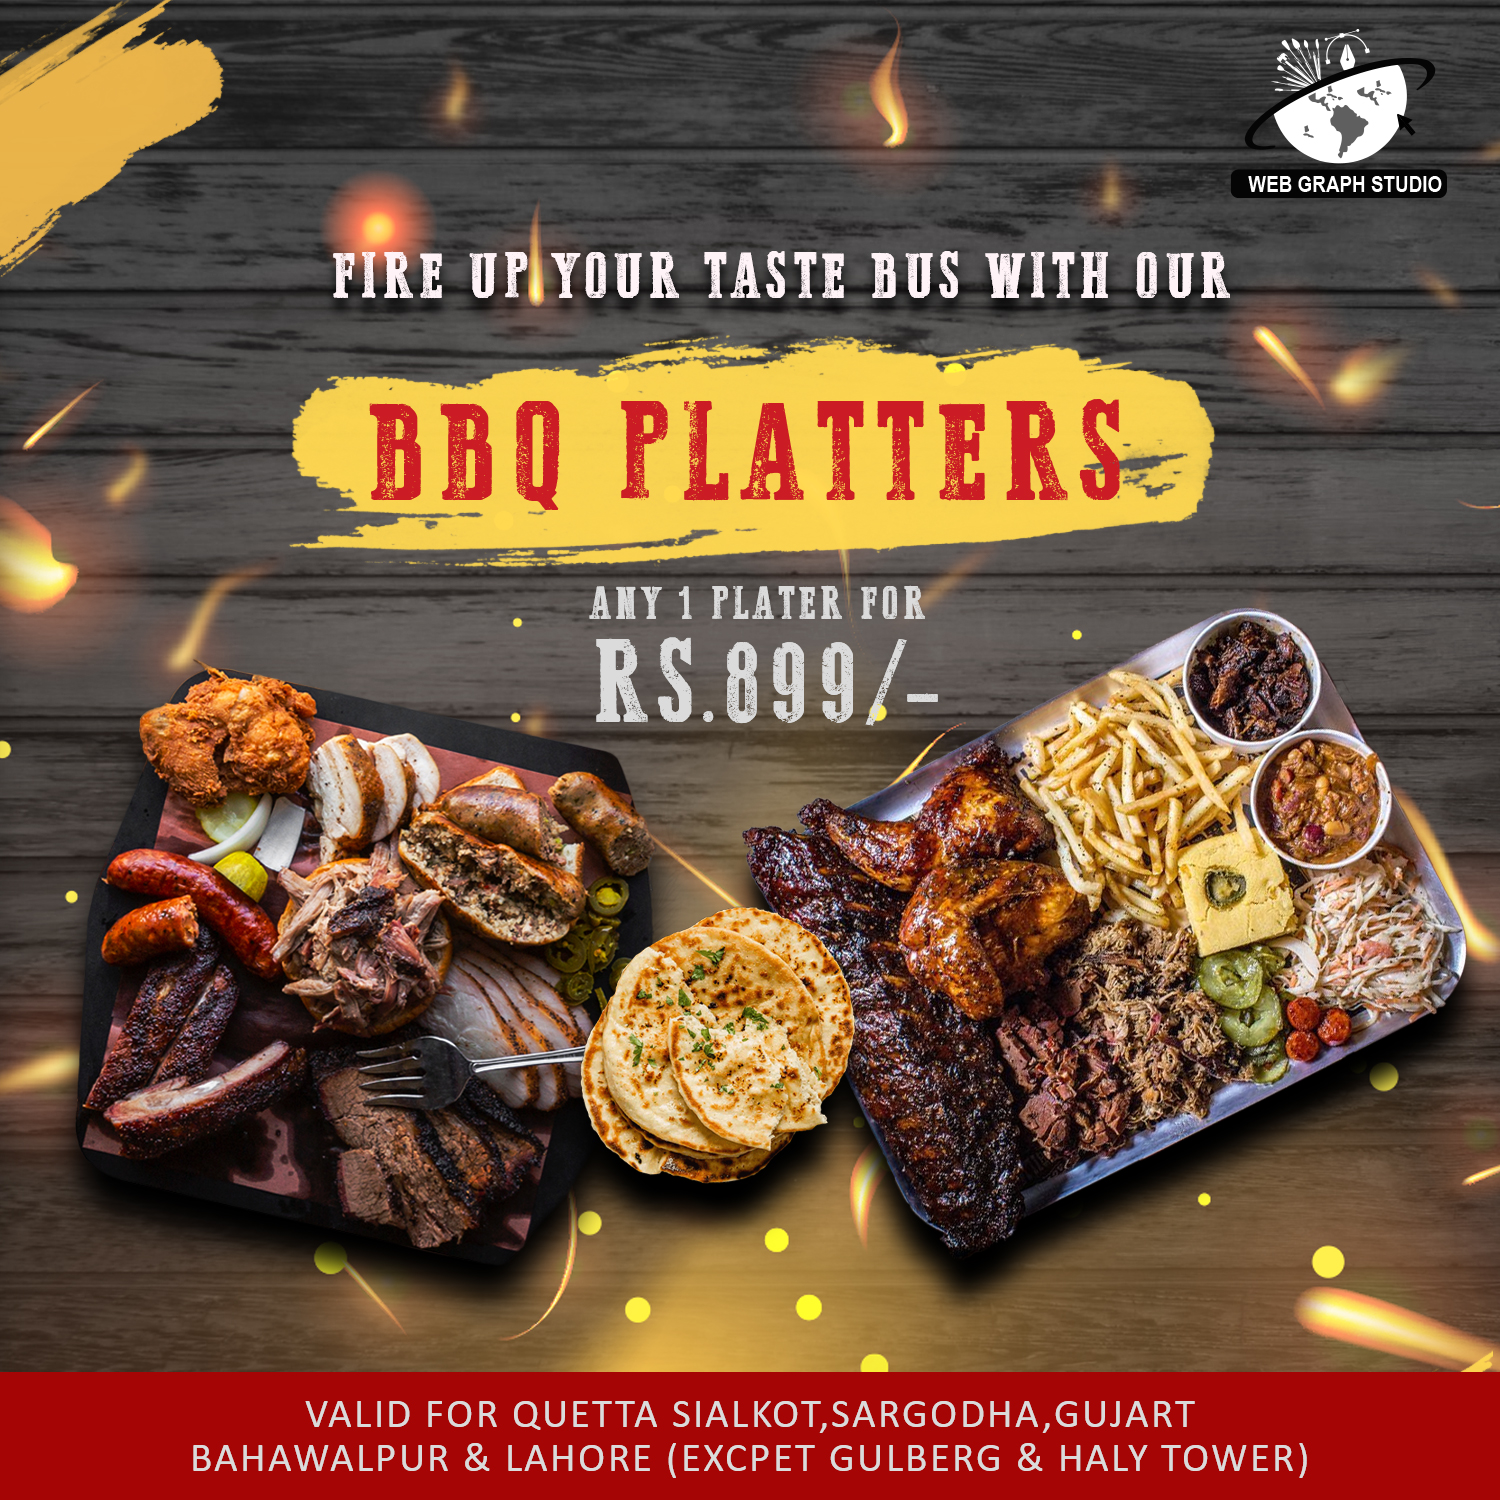 WEB GRAPH STUDIO
FIRE UP YOUR TASTE BUS WITH OUR
BBQ PLATTERS
ANY 1 PLATER FOR
RS.899/-
VALID FOR QUETTA SIALKOT,SARGODHA,GUJART
BAHAWALPUR & LAHORE (EXCPET GULBERG & HALY TOWER)